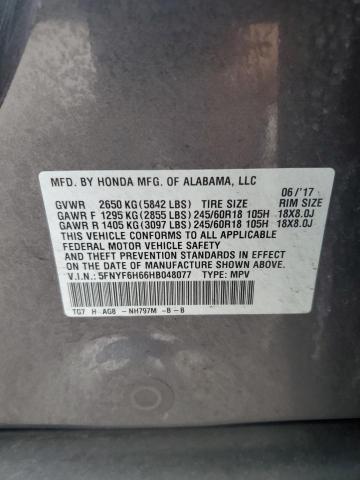 MFD. BY HONDA MFG. OF ALABAMA, LLC
06/'17
GVWR 2650 KG (5842 LBS) TIRE SIZE RIM SIZE
GAWR F 1295 KG (2855 LBS) 245/60R18 105H 18X8.0J
GAWR R 1405 KG (3097 LBS) 245/60R18 105H 18X8.0J
THIS VEHICLE CONFORMS TO ALL APPLICABLE
FEDERAL MOTOR VEHICLE SAFETY
AND THEFT PREVENTION STANDARDS IN EFFECT
ON THE DATE OF MANUFACTURE SHOWN ABOVE.
V.I.N.: 5FNYF6H66HB048077 TYPE: MPV
TG7 H AG8 -NH797M -B -B